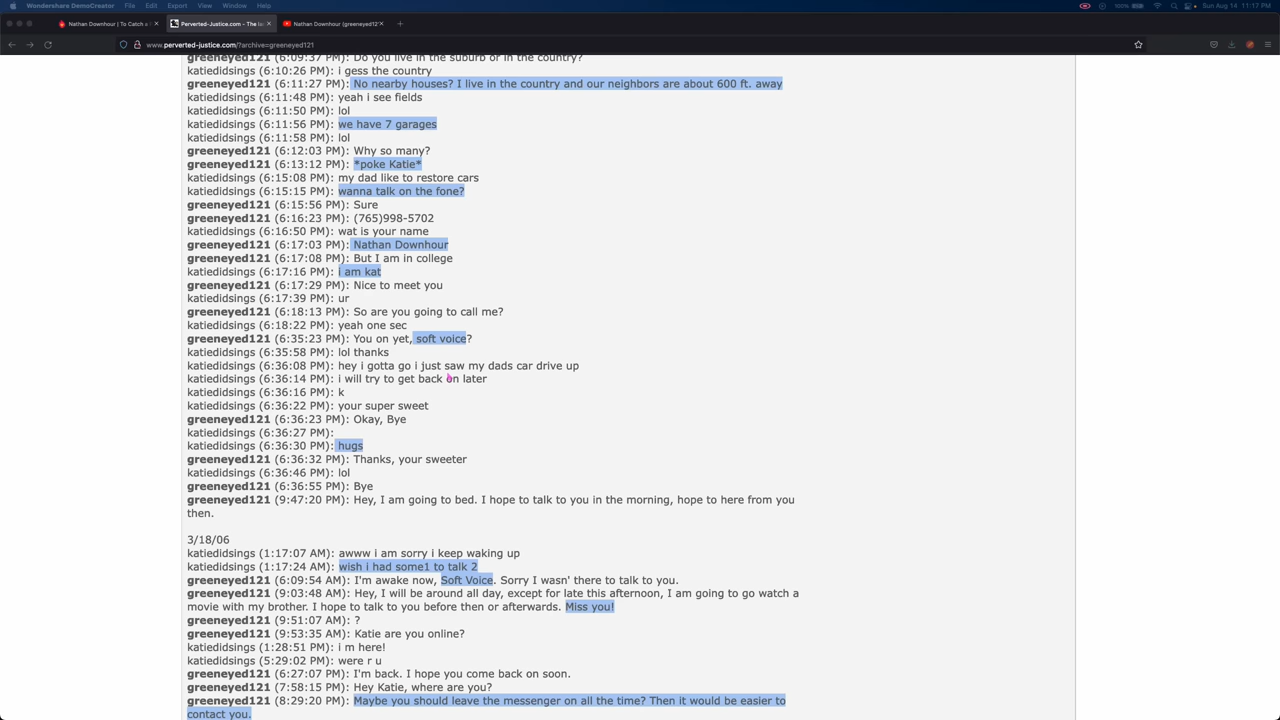 Wondershare DemoCreator File Edit Export View Window Help 100% Sun Aug 14 11:17 PM
Nathan Downhour | To Catch a Perverted-Justice.com - The la Nathan Downhour (greeneyed12
www.perverted-justice.com/?archive=greeneyed121
greeneyed121 (6:09:37 PM): Do you live in the suburb or in the country?
katiedidsings (6:10:26 PM): i gess the country
greeneyed121 (6:11:27 PM): No nearby houses? I live in the country and our neighbors are about 600 ft. away
katiedidsings (6:11:48 PM): yeah i see fields
katiedidsings (6:11:50 PM): lol
katiedidsings (6:11:56 PM): we have 7 garages
katiedidsings (6:11:58 PM): lol
greeneyed121 (6:12:03 PM): Why so many?
greeneyed121 (6:13:12 PM): *poke Katie*
katiedidsings (6:15:08 PM): my dad like to restore cars
katiedidsings (6:15:15 PM): wanna talk on the fone?
greeneyed121 (6:15:56 PM): Sure
greeneyed121 (6:16:23 PM): (765)998-5702
katiedidsings (6:16:50 PM): wat is your name
greeneyed121 (6:17:03 PM): Nathan Downhour
greeneyed121 (6:17:08 PM): But I am in college
katiedidsings (6:17:16 PM): i am kat
greeneyed121 (6:17:29 PM): Nice to meet you
katiedidsings (6:17:39 PM): ur
greeneyed121 (6:18:13 PM): So are you going to call me?
katiedidsings (6:18:22 PM): yeah one sec
greeneyed121 (6:35:23 PM): You on yet, soft voice?
katiedidsings (6:35:58 PM): lol thanks
katiedidsings (6:36:08 PM): hey i gotta go i just saw my dads car drive up
katiedidsings (6:36:14 PM): i will try to get back on later
katiedidsings (6:36:16 PM): k
katiedidsings (6:36:22 PM): your super sweet
greeneyed121 (6:36:23 PM): Okay, Bye
katiedidsings (6:36:27 PM):
katiedidsings (6:36:30 PM): hugs
greeneyed121 (6:36:32 PM): Thanks, your sweeter
katiedidsings (6:36:46 PM): lol
greeneyed121 (6:36:55 PM): Bye
greeneyed121 (9:47:20 PM): Hey, I am going to bed. I hope to talk to you in the morning, hope to here from you
then.
3/18/06
katiedidsings (1:17:07 AM): awww i am sorry i keep waking up
katiedidsings (1:17:24 AM): wish i had some1 to talk 2
greeneyed121 (6:09:54 AM): I'm awake now, Soft Voice. Sorry I wasn' there to talk to you.
greeneyed121 (9:03:48 AM): Hey, I will be around all day, except for late this afternoon, I am going to go watch a
movie with my brother. I hope to talk to you before then or afterwards. Miss you!
greeneyed121 (9:51:07 AM): ?
greeneyed121 (9:53:35 AM): Katie are you online?
katiedidsings (1:28:51 PM): i m here!
katiedidsings (5:29:02 PM): were r u
greeneyed121 (6:27:07 PM): I'm back. I hope you come back on soon.
greeneyed121 (7:58:15 PM): Hey Katie, where are you?
greeneyed121 (8:29:20 PM): Maybe you should leave the messenger on all the time? Then it would be easier to
contact you.